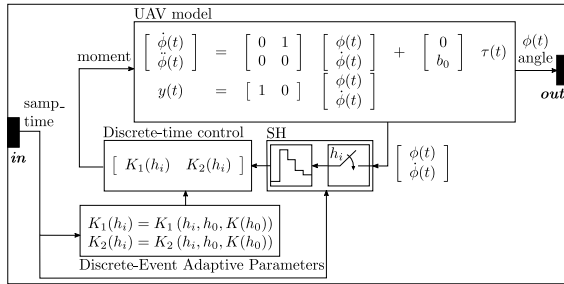 UAV model
[ φ̇(t) φ̈(t) ] = [ 0 1 0 0 ] [ φ(t) φ̇(t) ] + [ 0 b₀ ] τ(t)
y(t) = [ 1 0 ] [ φ(t) φ̇(t) ]
moment
φ(t)
angle
out
samp_
time
in
Discrete-time control
[ K₁(hᵢ) K₂(hᵢ) ]
SH
hᵢ
[ φ(t) φ̇(t) ]
K₁(hᵢ) = K₁ (hᵢ, h₀, K(h₀))
K₂(hᵢ) = K₂ (hᵢ, h₀, K(h₀))
Discrete-Event Adaptive Parameters